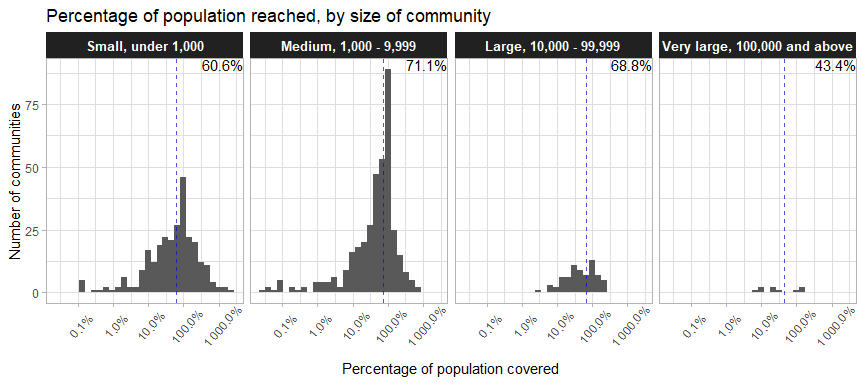 Percentage of population reached, by size of community
Small, under 1,000
Medium, 1,000 - 9,999
Large, 10,000 - 99,999
Very large, 100,000 and above
60.6%
71.1%
68.8%
43.4%
Number of communities
75
50
25
0
0.1% 1.0% 10.0% 100.0% 1 000.0%
0.1% 1.0% 10.0% 100.0% 1 000.0%
0.1% 1.0% 10.0% 100.0% 1 000.0%
0.1% 1.0% 10.0% 100.0% 1 000.0%
Percentage of population covered